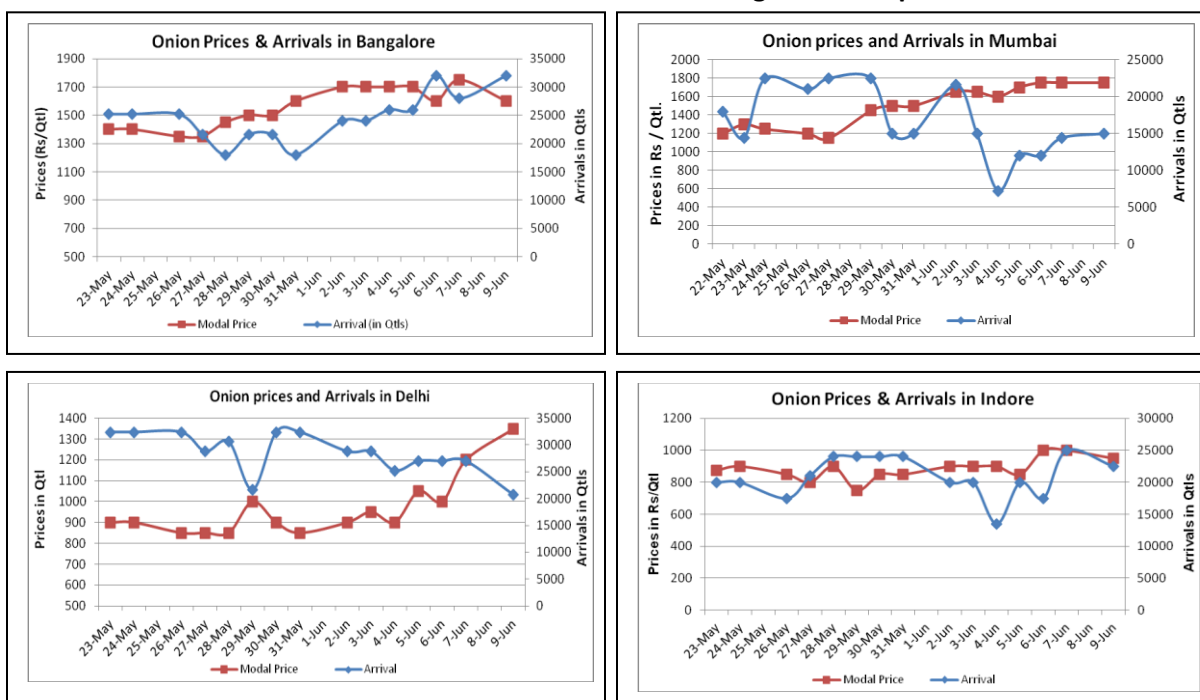 Onion Prices & Arrivals in Bangalore
Prices (Rs/Qtl)
1900
1700
1500
1300
1100
900
700
500
35000
30000
25000
20000
15000
10000
5000
0
Arrivals in Qtls
23-May
24-May
25-May
26-May
27-May
28-May
29-May
30-May
31-May
1-Jun
2-Jun
3-Jun
4-Jun
5-Jun
6-Jun
7-Jun
8-Jun
9-Jun
Modal Price Arrival (in Qtls)
Onion prices and Arrivals in Mumbai
Prices in Rs / Qtl.
2000
1800
1600
1400
1200
1000
800
600
400
200
0
25000
20000
15000
10000
5000
0
Arrivals in Qtls
22-May
23-May
24-May
25-May
26-May
27-May
28-May
29-May
30-May
31-May
1-Jun
2-Jun
3-Jun
4-Jun
5-Jun
6-Jun
7-Jun
8-Jun
9-Jun
Modal Price Arrival
Onion prices and Arrivals in Delhi
Prices in Qtl
1400
1300
1200
1100
1000
900
800
700
600
500
35000
30000
25000
20000
15000
10000
5000
0
Arrivals in Qtls
23-May
24-May
25-May
26-May
27-May
28-May
29-May
30-May
31-May
1-Jun
2-Jun
3-Jun
4-Jun
5-Jun
6-Jun
7-Jun
8-Jun
9-Jun
Modal Price Arrival
Onion Prices & Arrivals in Indore
Prices in Rs/Qtl
1200
1000
800
600
400
200
0
30000
25000
20000
15000
10000
5000
0
Arrivals in Qtls
23-May
24-May
25-May
26-May
27-May
28-May
29-May
30-May
31-May
1-Jun
2-Jun
3-Jun
4-Jun
5-Jun
6-Jun
7-Jun
8-Jun
9-Jun
Modal Price Arrival